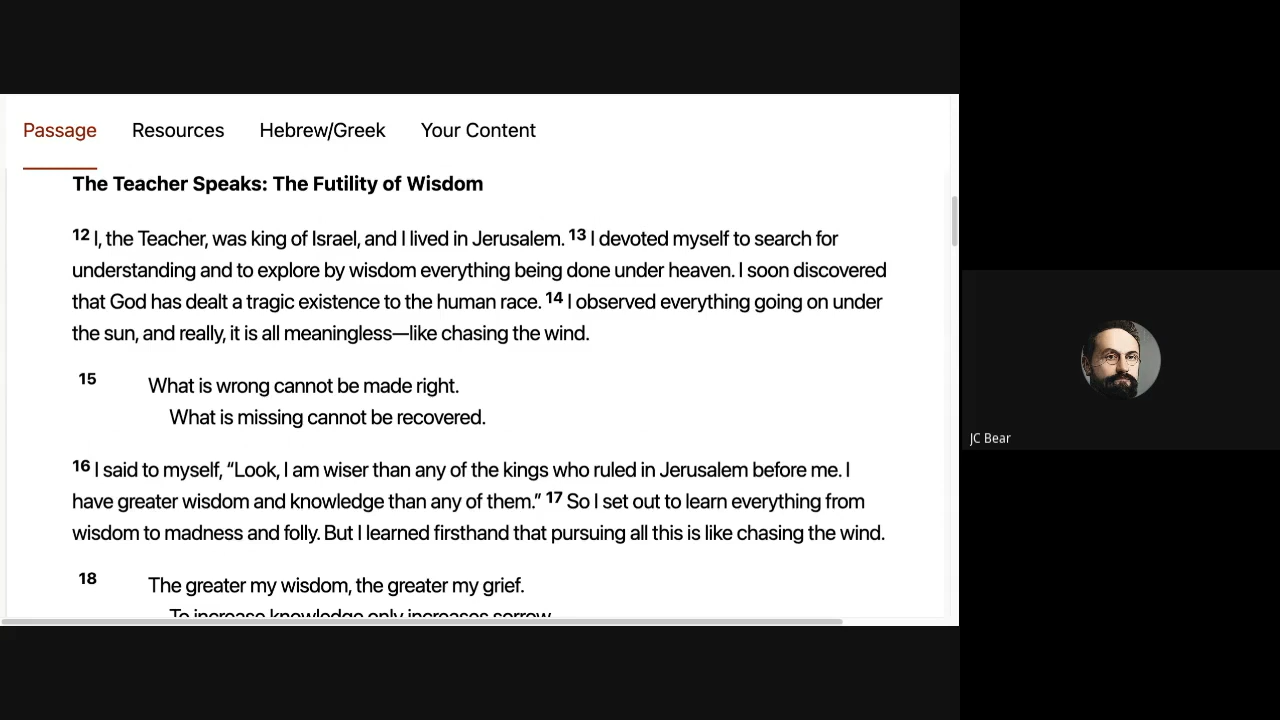 Passage Resources Hebrew/Greek Your Content
The Teacher Speaks: The Futility of Wisdom
12 I, the Teacher, was king of Israel, and I lived in Jerusalem. 13 I devoted myself to search for
understanding and to explore by wisdom everything being done under heaven. I soon discovered
that God has dealt a tragic existence to the human race. 14 I observed everything going on under
the sun, and really, it is all meaningless—like chasing the wind.
15 What is wrong cannot be made right.
What is missing cannot be recovered.
16 I said to myself, “Look, I am wiser than any of the kings who ruled in Jerusalem before me. I
have greater wisdom and knowledge than any of them.” 17 So I set out to learn everything from
wisdom to madness and folly. But I learned firsthand that pursuing all this is like chasing the wind.
18 The greater my wisdom, the greater my grief.
To increase knowledge only increases sorrow.
JC Bear